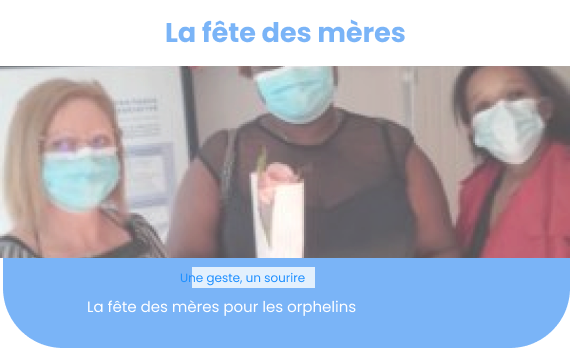 La fête des mères
Une geste, un sourire
La fête des mères pour les orphelins